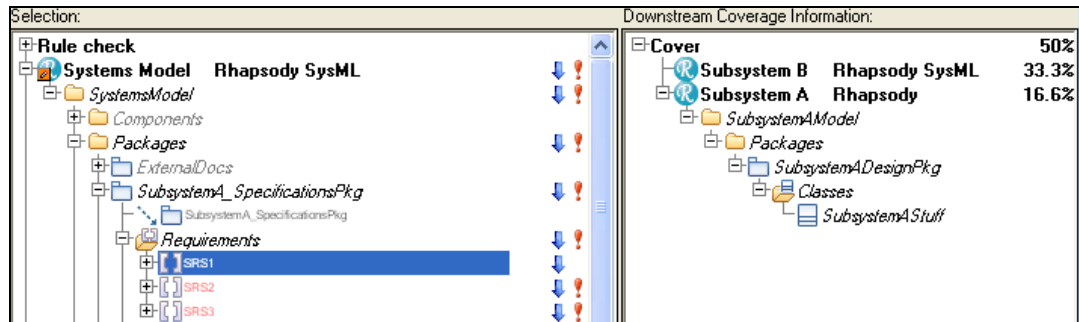 Selection:
Rule check
Systems Model Rhapsody SysML
SystemsModel
Components
Packages
ExternalDocs
SubsystemA_SpecificationsPkg
SubsystemA_SpecificationsPkg
Requirements
SRS1
SRS2
SRS3
Downstream Coverage Information:
Cover 50%
Subsystem B Rhapsody SysML 33.3%
Subsystem A Rhapsody 16.6%
SubsystemAModel
Packages
SubsystemADesignPkg
Classes
SubsystemAStuff